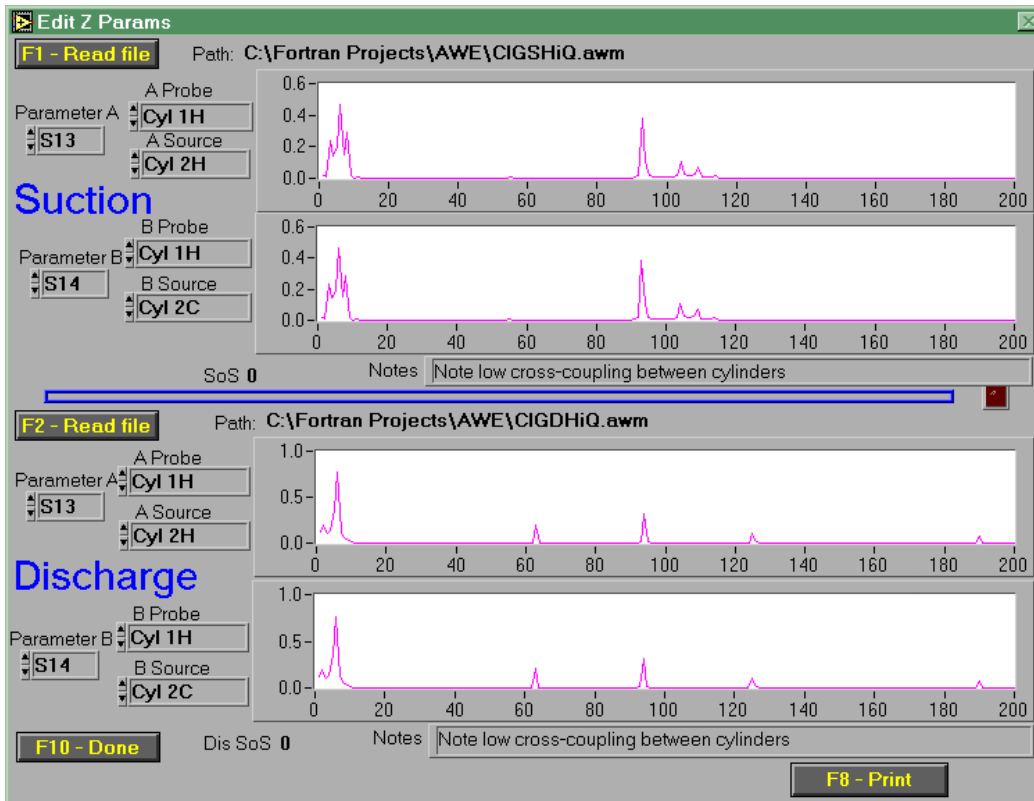 Edit Z Params
F1 - Read file Path: C:\Fortran Projects\AWE\CIGSHiQ.awm
A Probe
Parameter A Cyl 1H
S13 A Source
Cyl 2H
0.6
0.4
0.2
0.0
0 20 40 60 80 100 120 140 160 180 200
Suction
B Probe
Parameter B Cyl 1H
S14 B Source
Cyl 2C
0.6
0.4
0.2
0.0
0 20 40 60 80 100 120 140 160 180 200
SoS 0 Notes Note low cross-coupling between cylinders
F2 - Read file Path: C:\Fortran Projects\AWE\CIGDHiQ.awm
A Probe
Parameter A Cyl 1H
S13 A Source
Cyl 2H
1.0
0.5
0.0
0 20 40 60 80 100 120 140 160 180 200
Discharge
B Probe
Parameter B Cyl 1H
S14 B Source
Cyl 2C
1.0
0.5
0.0
0 20 40 60 80 100 120 140 160 180 200
F10 - Done Dis SoS 0 Notes Note low cross-coupling between cylinders
F8 - Print